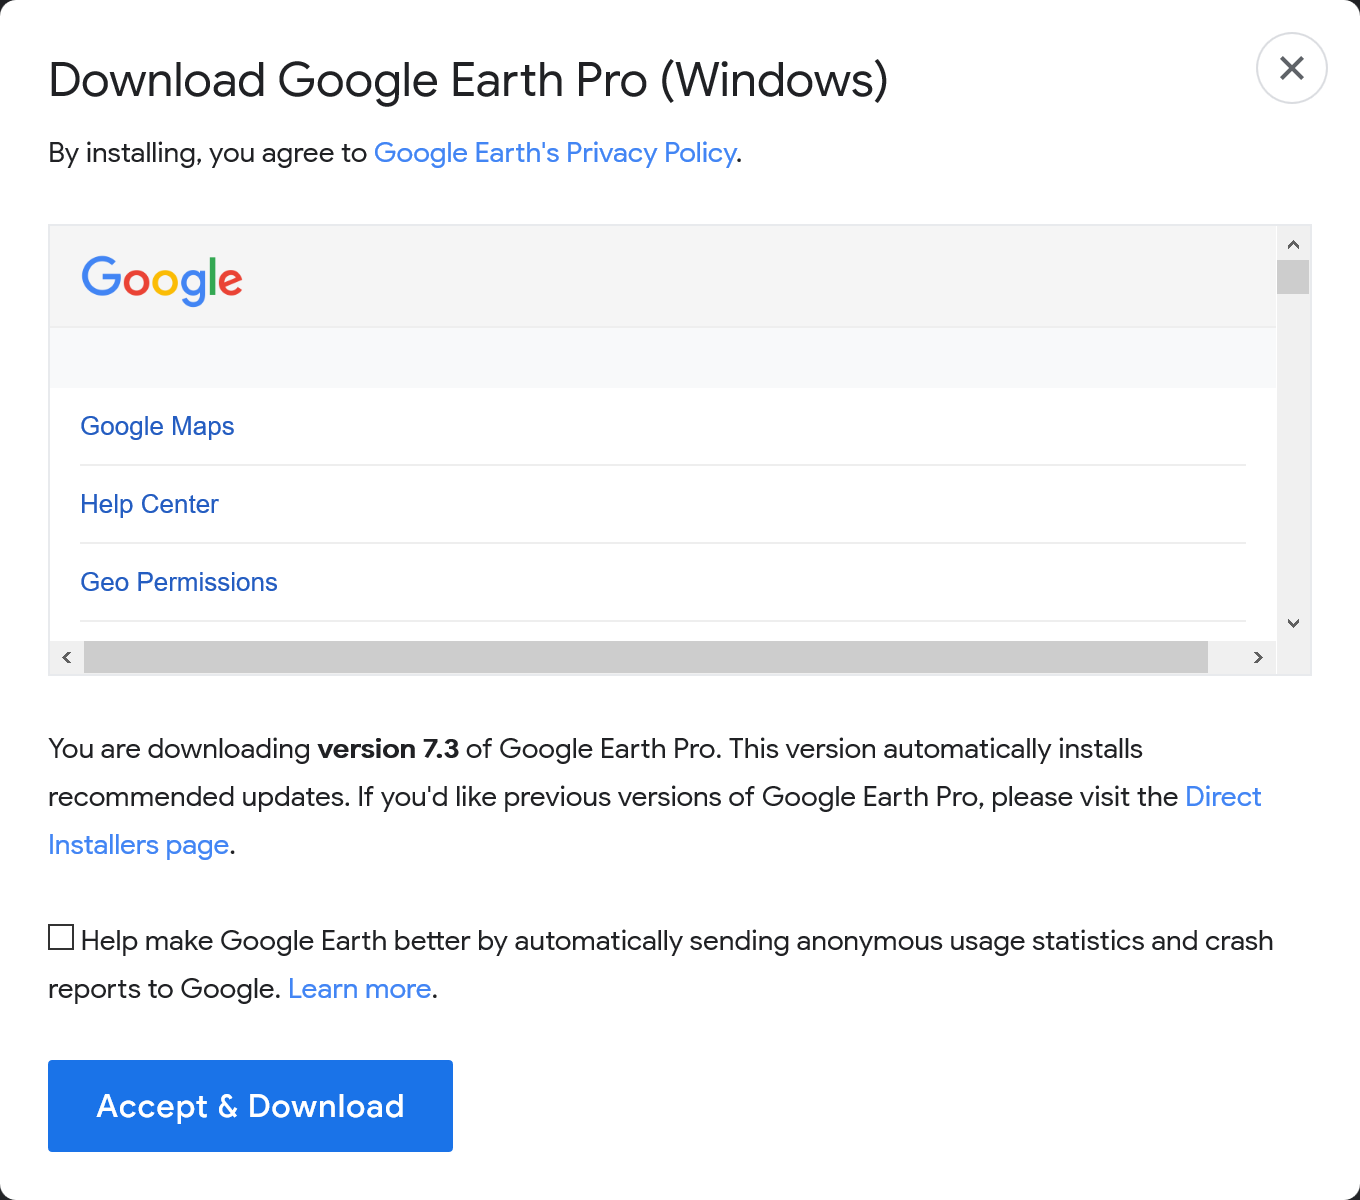 Download Google Earth Pro (Windows)
By installing, you agree to Google Earth's Privacy Policy.
Google
Google Maps
Help Center
Geo Permissions
You are downloading version 7.3 of Google Earth Pro. This version automatically installs
recommended updates. If you'd like previous versions of Google Earth Pro, please visit the Direct
Installers page.
Help make Google Earth better by automatically sending anonymous usage statistics and crash
reports to Google. Learn more.
Accept & Download